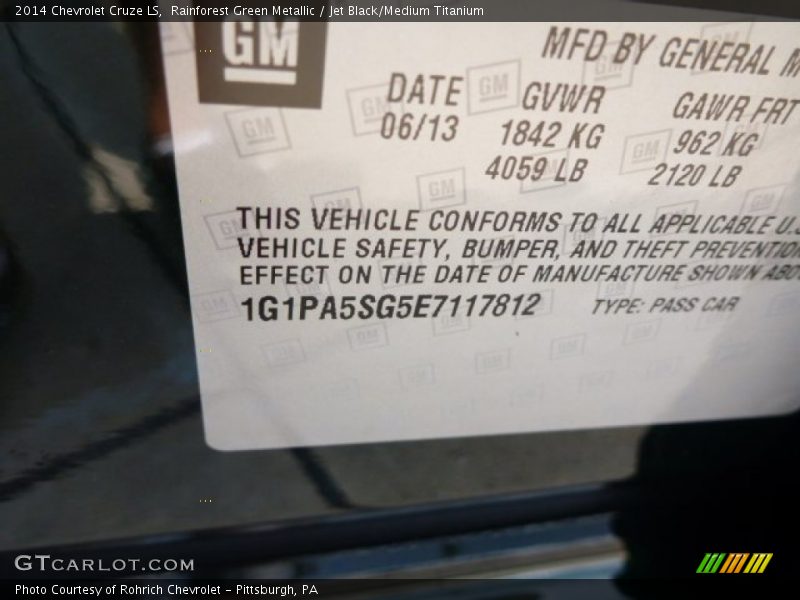 2014 Chevrolet Cruze LS,  Rainforest Green Metallic / Jet Black/Medium Titanium
GM
MFD BY GENERAL M
DATE GVWR GAWR FRT
06/13 1842 KG 962 KG
4059 LB 2120 LB
THIS VEHICLE CONFORMS TO ALL APPLICABLE U.S
VEHICLE SAFETY, BUMPER, AND THEFT PREVENTION
EFFECT ON THE DATE OF MANUFACTURE SHOWN ABO
1G1PA5SG5E7117812 TYPE: PASS CAR
GTCARLOT.COM
Photo Courtesy of Rohrich Chevrolet - Pittsburgh, PA